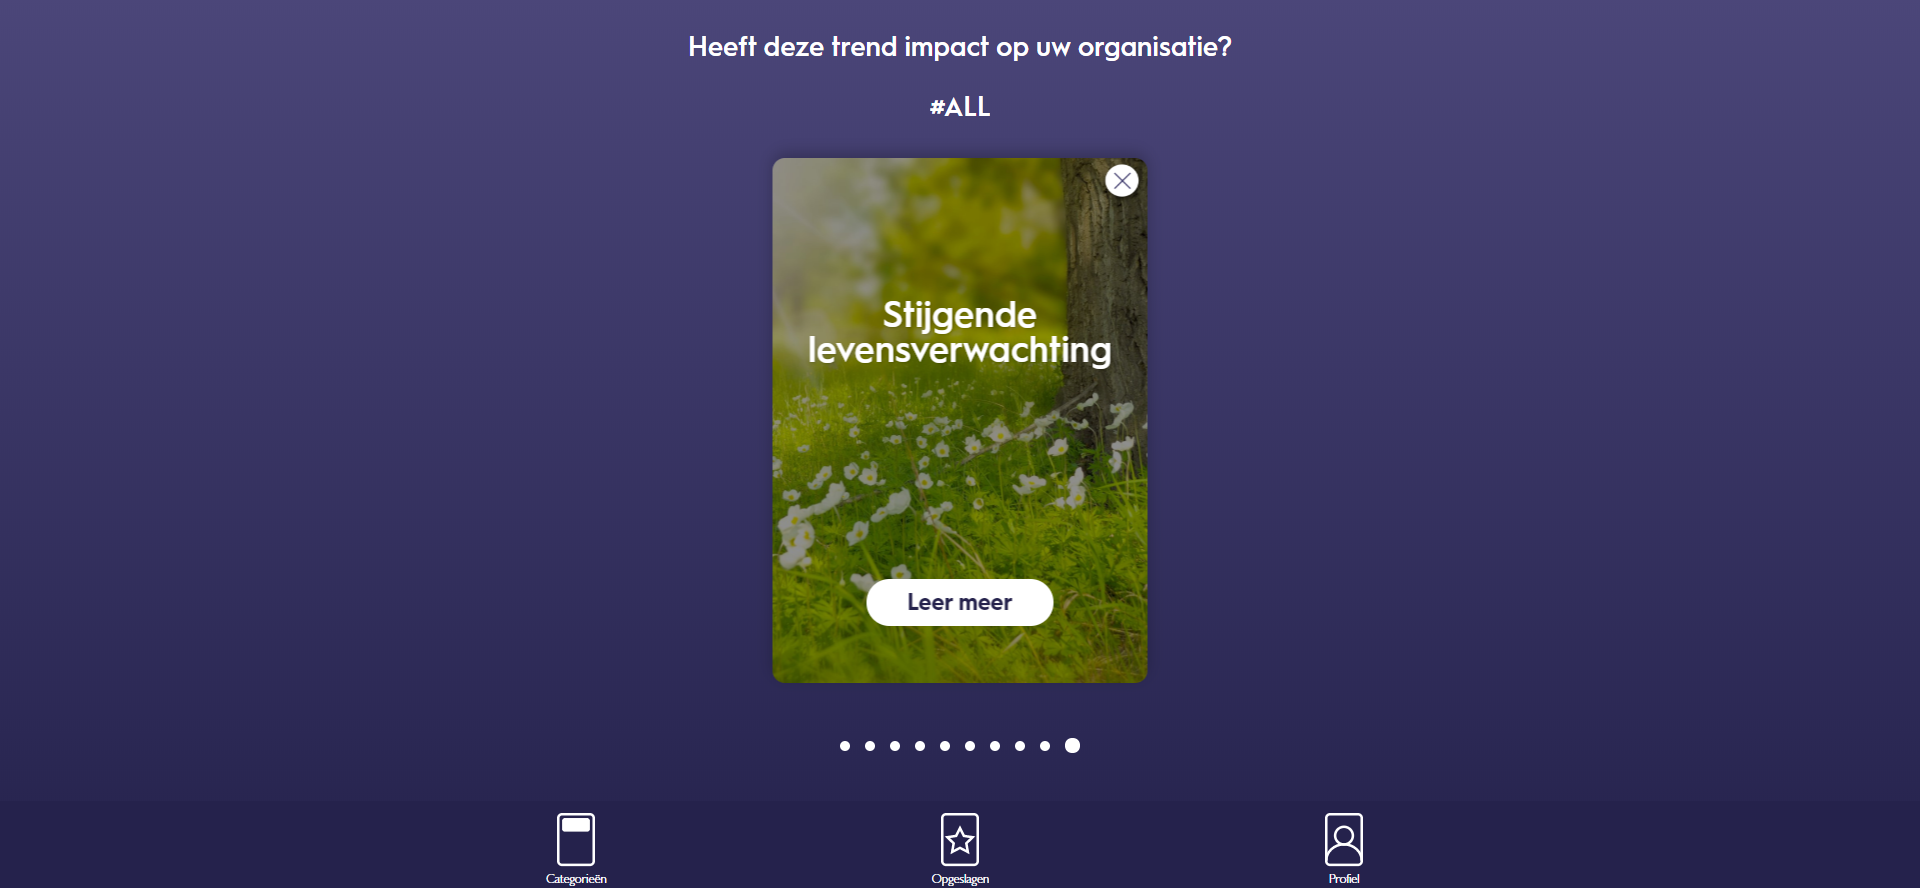 Heeft deze trend impact op uw organisatie?
#ALL
Stijgende
levensverwachting
Leer meer
Categorieën
Opgeslagen
Profiel